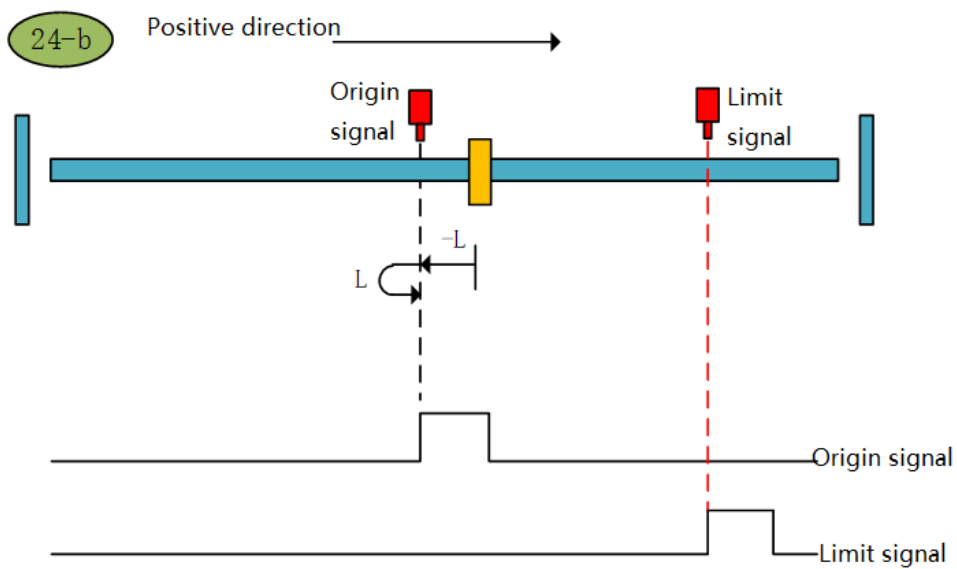 24-b
Positive direction
Origin
signal
Limit
signal
-L
L
Origin signal
Limit signal